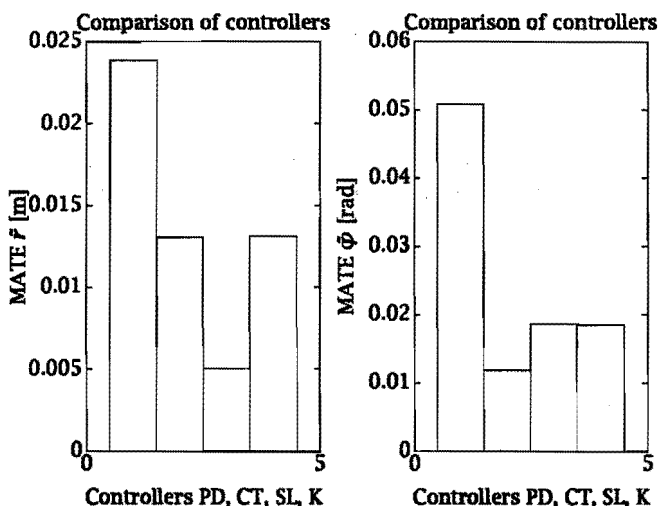 Comparison of controllers
0.025
0.02
0.015
0.01
0.005
0
0
5
MATE r̃ [m]
Controllers PD, CT, SL, K
Comparison of controllers
0.06
0.05
0.04
0.03
0.02
0.01
0
0
5
MATE φ̃ [rad]
Controllers PD, CT, SL, K